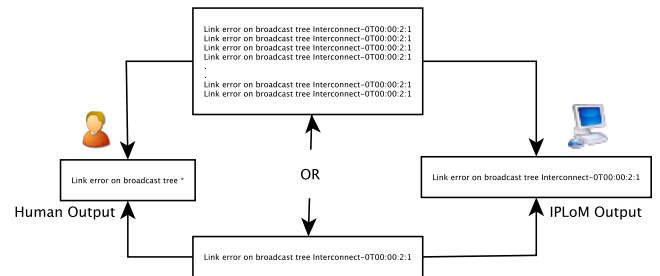 Link error on broadcast tree Interconnect-0T00:00:2:1
Link error on broadcast tree Interconnect-0T00:00:2:1
Link error on broadcast tree Interconnect-0T00:00:2:1
Link error on broadcast tree Interconnect-0T00:00:2:1
.
.
Link error on broadcast tree Interconnect-0T00:00:2:1
Link error on broadcast tree Interconnect-0T00:00:2:1
OR
Link error on broadcast tree *
Human Output
Link error on broadcast tree Interconnect-0T00:00:2:1
IPLoM Output
Link error on broadcast tree Interconnect-0T00:00:2:1